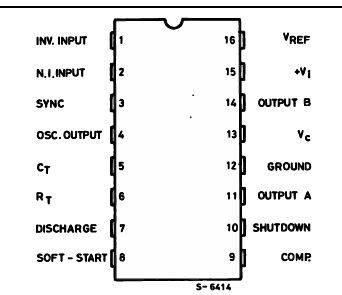 INV. INPUT 1 16 VREF
N.I. INPUT 2 15 +Vi
SYNC 3 14 OUTPUT B
OSC. OUTPUT 4 13 Vc
CT 5 12 GROUND
RT 6 11 OUTPUT A
DISCHARGE 7 10 SHUTDOWN
SOFT - START 8 9 COMP.
S-6414